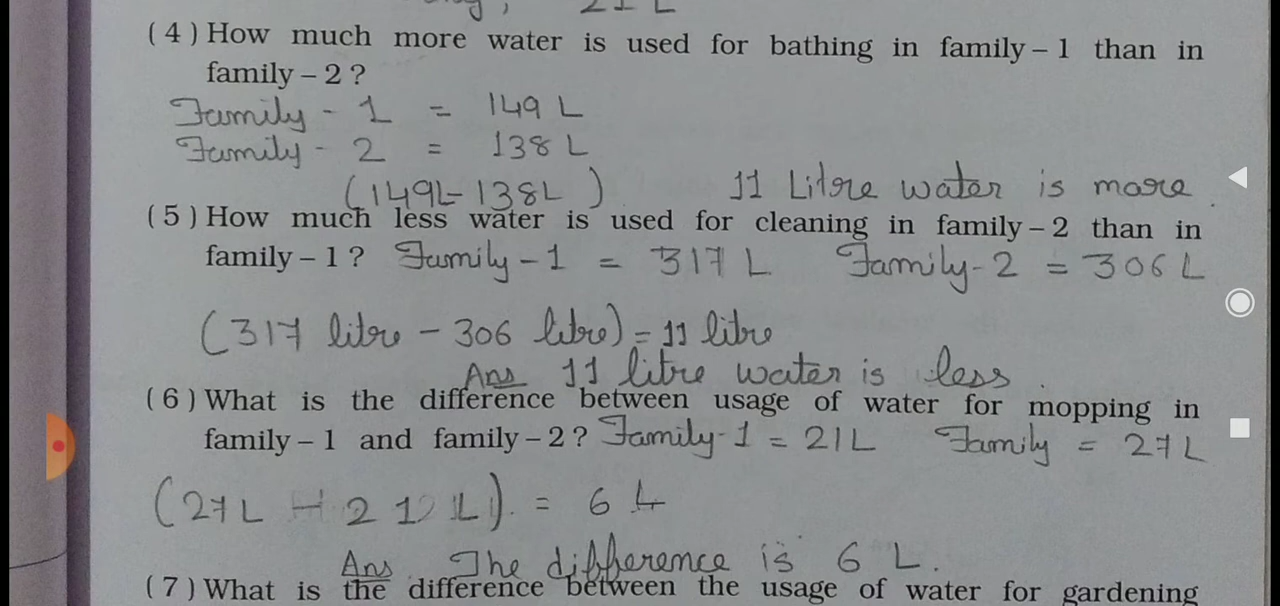 21 L
( 4 ) How much more water is used for bathing in family – 1 than in
family – 2 ?
Family - 1 = 149 L
Family - 2 = 138 L
(149L-138L) 11 Litre water is more.
( 5 ) How much less water is used for cleaning in family – 2 than in
family – 1 ? Family - 1 = 317 L Family - 2 = 306 L
(317 litre - 306 litre) = 11 litre
Ans 11 litre water is less.
( 6 ) What is the difference between usage of water for mopping in
family – 1 and family – 2 ? Family-1 = 21L Family = 27L
(27L - 21 L) = 6 L
Ans The difference is 6 L.
( 7 ) What is the difference between the usage of water for gardening